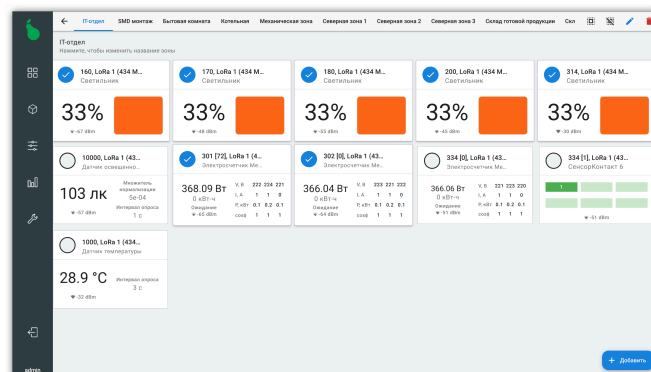 IT-отдел SMD монтаж Бытовая комната Котельная Механическая зона Северная зона 1 Северная зона 2 Северная зона 3 Склад готовой продукции Скл
IT-отдел
Нажмите, чтобы изменить название зоны
160, LoRa 1 (434 М...
Светильник
33%
-67 dBm
170, LoRa 1 (434 М...
Светильник
33%
-48 dBm
180, LoRa 1 (434 М...
Светильник
33%
-55 dBm
200, LoRa 1 (434 М...
Светильник
33%
-45 dBm
314, LoRa 1 (434 М...
Светильник
33%
-30 dBm
10000, LoRa 1 (43...
Датчик освещенно...
103 лк
Множитель
нормализации
5e-04
Интервал опроса
1 с
-57 dBm
301 [72], LoRa 1 (4...
Электросчетчик Ме...
368.09 Вт
0 кВт-ч
Ожидание
-65 dBm
V, В 222 224 221
I, А 1 1 0
P, кВт 0.1 0.2 0.1
cosϕ 1 1 1
302 [0], LoRa 1 (4...
Электросчетчик Ме...
366.04 Вт
0 кВт-ч
Ожидание
-64 dBm
V, В 223 221 222
I, А 1 1 1
P, кВт 0.1 0.2 0.1
cosϕ 1 1 1
334 [0], LoRa 1 (43...
Электросчетчик Ме...
366.06 Вт
0 кВт-ч
Ожидание
-51 dBm
V, В 221 223 220
I, А 1 1 1
P, кВт 0.1 0.2 0.1
cosϕ 1 1 1
334 [1], LoRa 1 (43...
СенсорКонтакт 6
1
-51 dBm
1000, LoRa 1 (434...
Датчик температуры
28.9 °C
Интервал опроса
3 с
-32 dBm
+ Добавить
admin